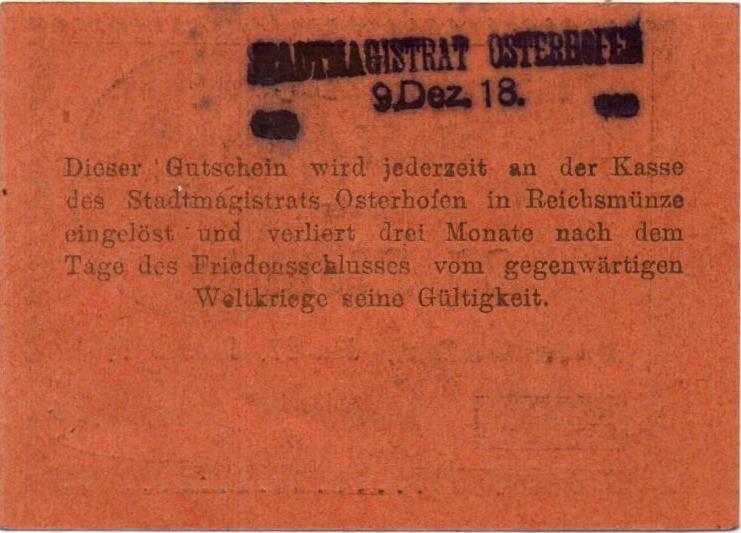 STADTMAGISTRAT OSTERHOFEN
9.Dez. 18.
Dieser Gutschein wird jederzeit an der Kasse
des Stadtmagistrats Osterhofen in Reichsmünze
eingelöst und verliert drei Monate nach dem
Tage des Friedensschlusses vom gegenwärtigen
Weltkriege seine Gültigkeit.